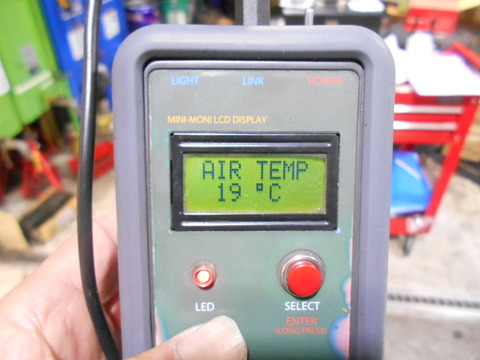 LIGHT LINK POWER
MINI-MONI LCD DISPLAY
AIR TEMP
19 °C
LED SELECT
ENTER
(LONG PRESS)